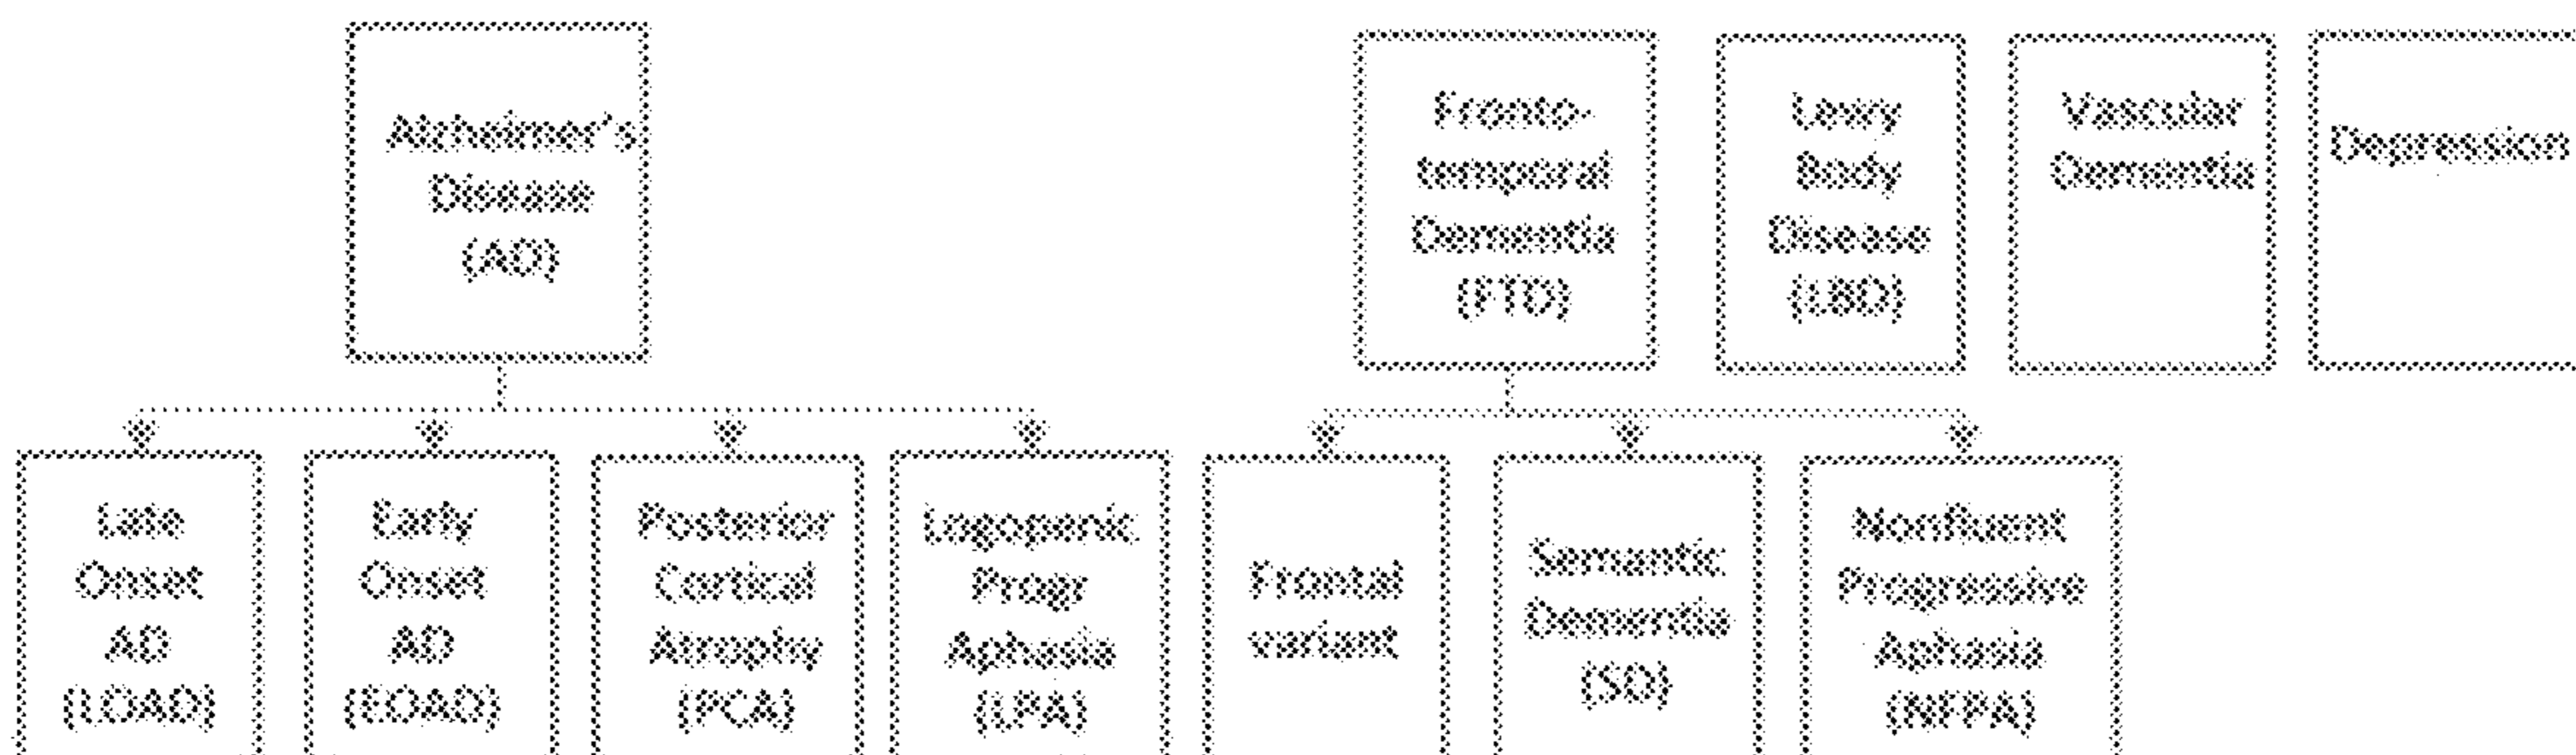 Alzheimer's
Disease
(AD)
Fronto-
temporal
Dementia
(FTD)
Lewy
Body
Disease
(LBD)
Vascular
Dementia
Depression
Late
Onset
AD
(LOAD)
Early
Onset
AD
(EOAD)
Posterior
Cortical
Atrophy
(PCA)
Logopenic
Progr
Aphasia
(LPA)
Frontal
variant
Semantic
Dementia
(SD)
Nonfluent
Progressive
Aphasia
(NFPA)